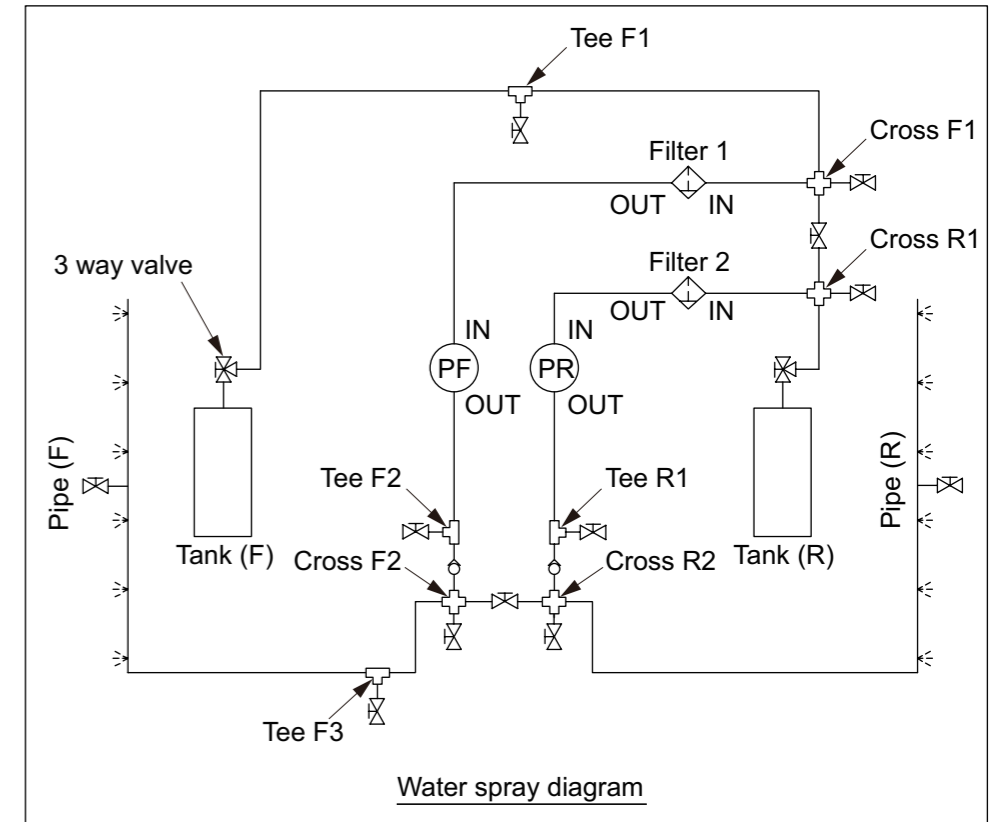 Tee F1
Cross F1
Filter 1
OUT
IN
Cross R1
Filter 2
OUT
IN
3 way valve
IN
IN
PF
PR
OUT
OUT
Pipe (F)
Pipe (R)
Tee F2
Tee R1
Tank (F)
Tank (R)
Cross F2
Cross R2
Tee F3
Water spray diagram